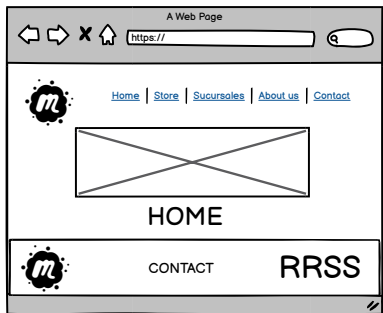 A Web Page
https://
m
Home | Store | Sucursales | About us | Contact
HOME
m
CONTACT
RRSS